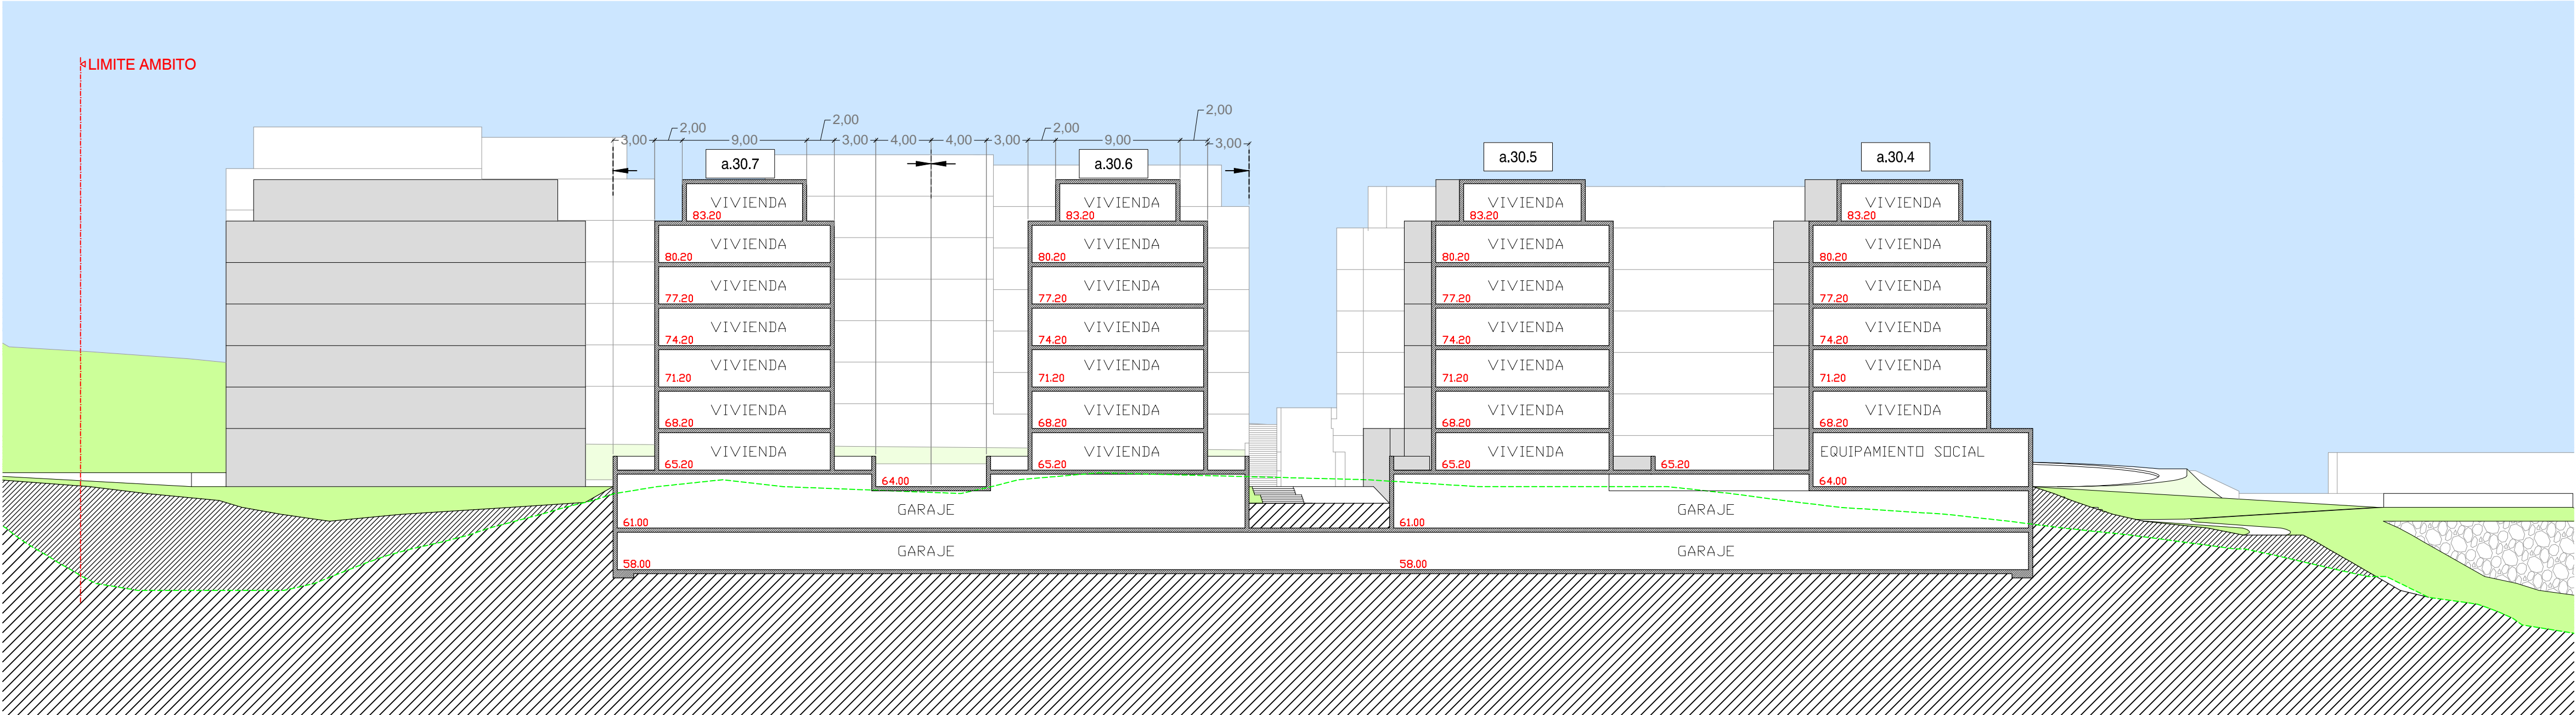 LIMITE AMBITO
2,00
2,00
2,00
2,00
3,00 9,00 3,00 4,00 4,00 3,00 9,00 3,00
a.30.7 a.30.6 a.30.5 a.30.4
VIVIENDA VIVIENDA VIVIENDA VIVIENDA
83.20 83.20 83.20 83.20
VIVIENDA VIVIENDA VIVIENDA VIVIENDA
80.20 80.20 80.20 80.20
VIVIENDA VIVIENDA VIVIENDA VIVIENDA
77.20 77.20 77.20 77.20
VIVIENDA VIVIENDA VIVIENDA VIVIENDA
74.20 74.20 74.20 74.20
VIVIENDA VIVIENDA VIVIENDA VIVIENDA
71.20 71.20 71.20 71.20
VIVIENDA VIVIENDA VIVIENDA VIVIENDA
68.20 68.20 68.20 68.20
VIVIENDA VIVIENDA VIVIENDA EQUIPAMIENTO SOCIAL
65.20 65.20 65.20 65.20
64.00 64.00
GARAJE GARAJE
61.00 61.00
GARAJE GARAJE
58.00 58.00